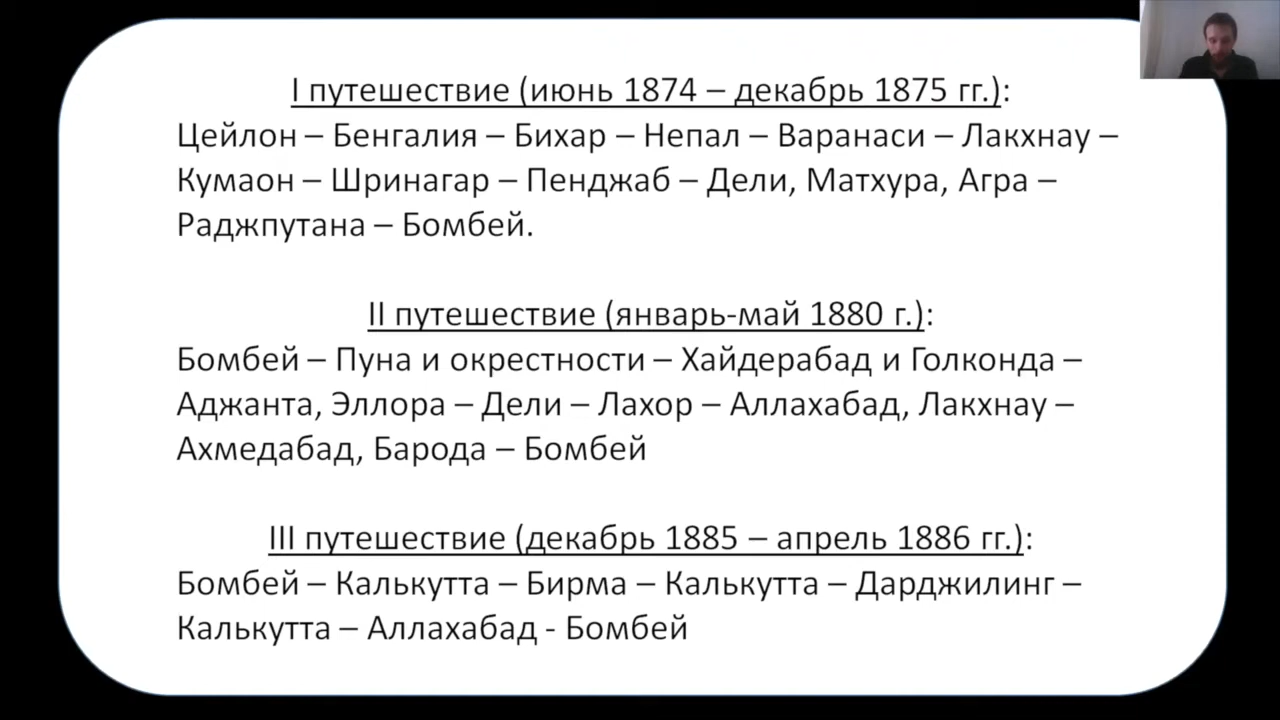 I путешествие (июнь 1874 – декабрь 1875 гг.):
Цейлон – Бенгалия – Бихар – Непал – Варанаси – Лакхнау –
Кумаон – Шринагар – Пенджаб – Дели, Матхура, Агра –
Раджпутана – Бомбей.
II путешествие (январь-май 1880 г.):
Бомбей – Пуна и окрестности – Хайдерабад и Голконда –
Аджанта, Эллора – Дели – Лахор – Аллахабад, Лакхнау –
Ахмедабад, Барода – Бомбей
III путешествие (декабрь 1885 – апрель 1886 гг.):
Бомбей – Калькутта – Бирма – Калькутта – Дарджилинг –
Калькутта – Аллахабад - Бомбей